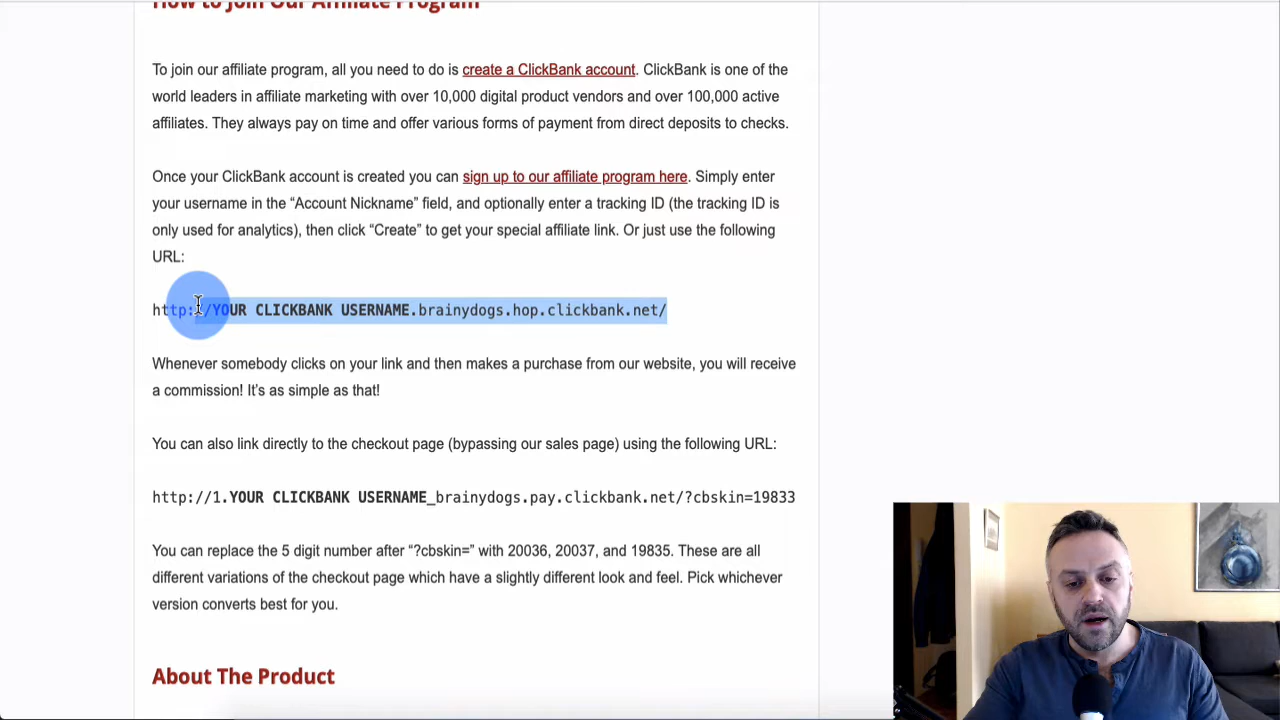 How to Join Our Affiliate Program
To join our affiliate program, all you need to do is create a ClickBank account. ClickBank is one of the
world leaders in affiliate marketing with over 10,000 digital product vendors and over 100,000 active
affiliates. They always pay on time and offer various forms of payment from direct deposits to checks.
Once your ClickBank account is created you can sign up to our affiliate program here. Simply enter
your username in the “Account Nickname” field, and optionally enter a tracking ID (the tracking ID is
only used for analytics), then click “Create” to get your special affiliate link. Or just use the following
URL:
http://YOUR CLICKBANK USERNAME.brainydogs.hop.clickbank.net/
Whenever somebody clicks on your link and then makes a purchase from our website, you will receive
a commission! It’s as simple as that!
You can also link directly to the checkout page (bypassing our sales page) using the following URL:
http://1.YOUR CLICKBANK USERNAME_brainydogs.pay.clickbank.net/?cbskin=19833
You can replace the 5 digit number after “?cbskin=” with 20036, 20037, and 19835. These are all
different variations of the checkout page which have a slightly different look and feel. Pick whichever
version converts best for you.
About The Product